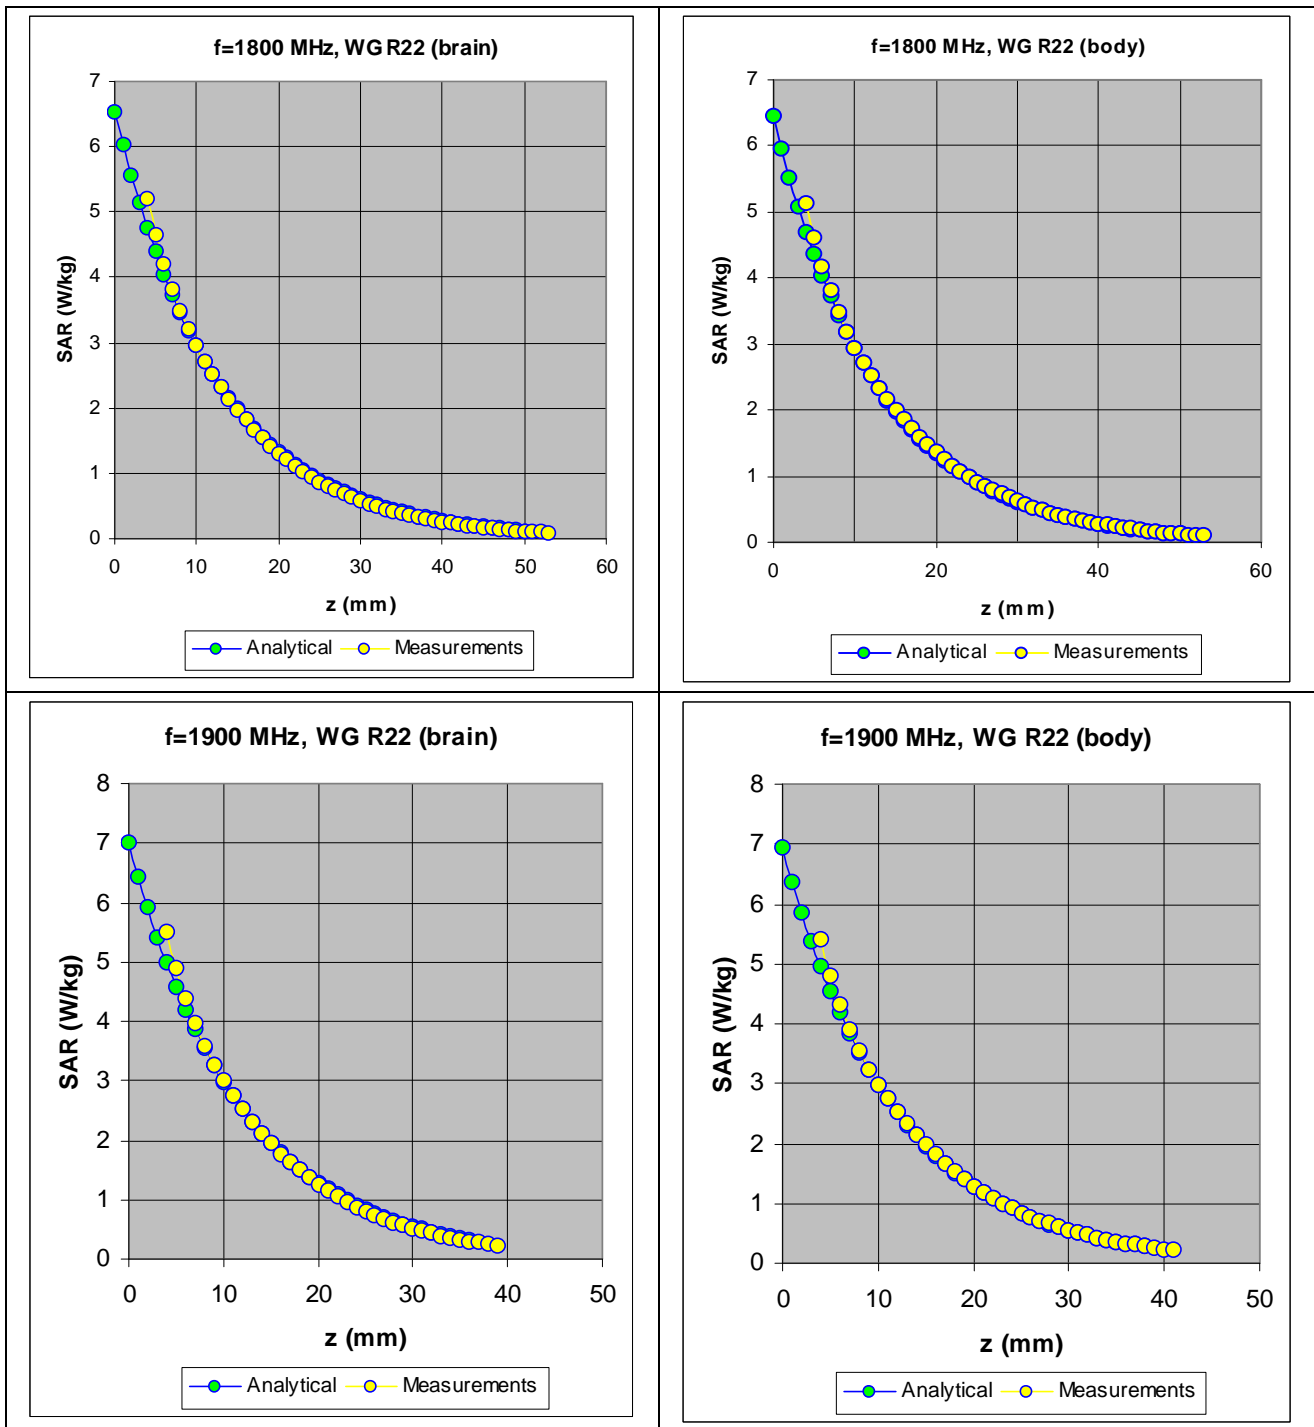 f=1800 MHz, WG R22 (brain)
7
6
5
4
3
2
1
0
SAR (W/kg)
0 10 20 30 40 50 60
z (mm)
Analytical Measurements
f=1800 MHz, WG R22 (body)
7
6
5
4
3
2
1
0
SAR (W/kg)
0 20 40 60
z (mm)
Analytical Measurements
f=1900 MHz, WG R22 (brain)
8
7
6
5
4
3
2
1
0
SAR (W/kg)
0 10 20 30 40 50
z (mm)
Analytical Measurements
f=1900 MHz, WG R22 (body)
8
7
6
5
4
3
2
1
0
SAR (W/kg)
0 10 20 30 40 50
z (mm)
Analytical Measurements